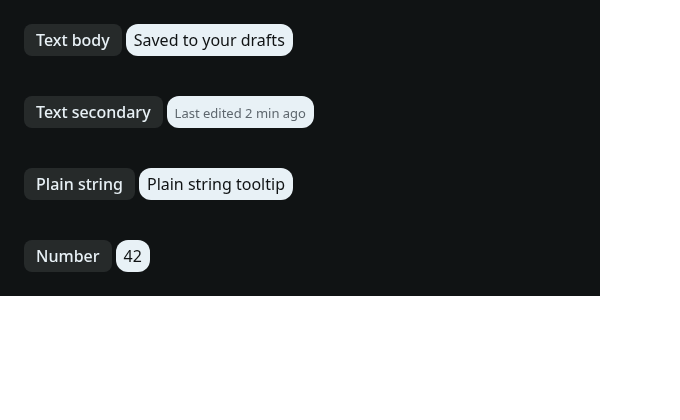 Text body Saved to your drafts
Text secondary Last edited 2 min ago
Plain string Plain string tooltip
Number 42